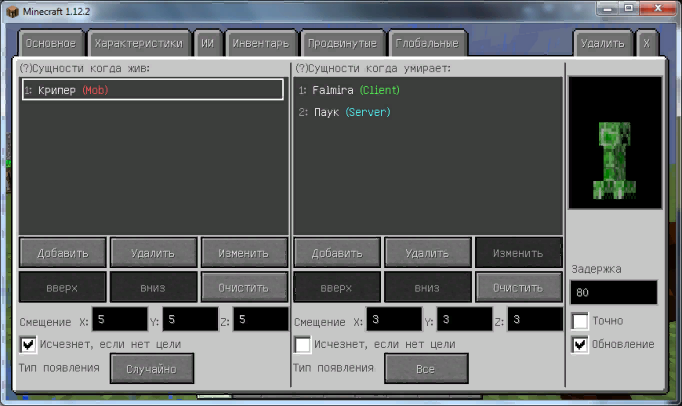 Minecraft 1.12.2
Основное Характеристики ИИ Инвентарь Продвинутые Глобальные Удалить X
(?)Сущности когда жив:
1: Крипер (Mob)
Добавить Удалить Изменить
вверх вниз Очистить
Смещение X: 5 Y: 5 Z: 5
Исчезнет, если нет цели
Тип появления Случайно
(?)Сущности когда умирает:
1: Falmira (Client)
2: Паук (Server)
Добавить Удалить Изменить
вверх вниз Очистить
Смещение X: 3 Y: 3 Z: 3
Исчезнет, если нет цели
Тип появления Все
Задержка
80
Точно
Обновление